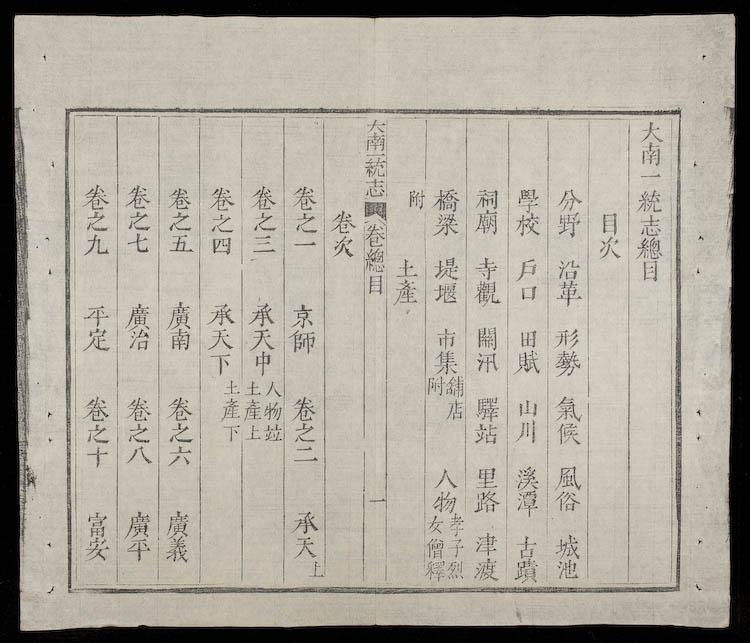 大南一統志總目
目次
分野 沿革 形勢 氣候 風俗 城池
學校 戶口 田賦 山川 溪潭 古蹟
祠廟 寺觀 關汛 驛站 里路 津渡
橋梁 堤堰 市集 舖店附 人物 孝子烈女僧釋附
土產
大南一統志 卷總目 一
卷次
卷之一 京師 卷之二 承天上
卷之三 承天中 人物竝土產上
卷之四 承天下 土產下
卷之五 廣南 卷之六 廣義
卷之七 廣治 卷之八 廣平
卷之九 平定 卷之十 富安